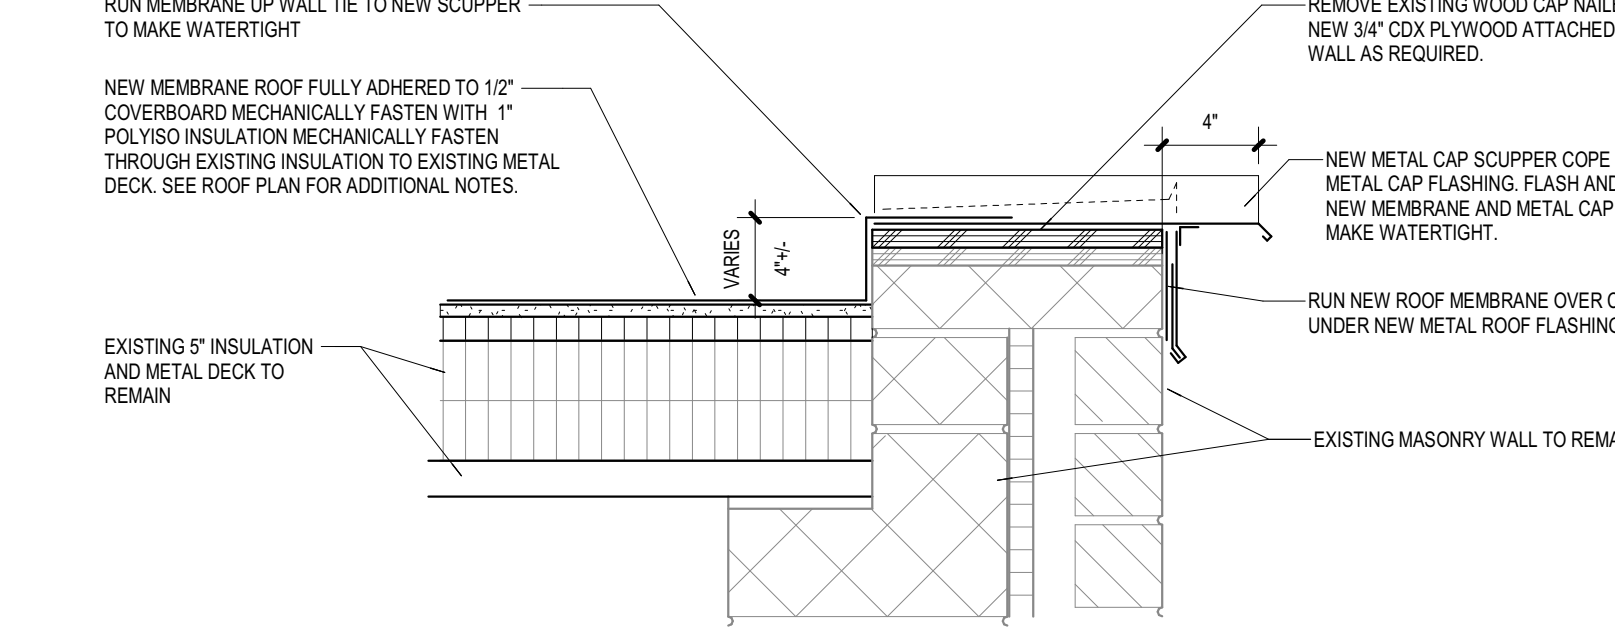 RUN MEMBRANE UP WALL TIE TO NEW SCUPPER
TO MAKE WATERTIGHT
NEW MEMBRANE ROOF FULLY ADHERED TO 1/2"
COVERBOARD MECHANICALLY FASTEN WITH 1"
POLYISO INSULATION MECHANICALLY FASTEN
THROUGH EXISTING INSULATION TO EXISTING METAL
DECK. SEE ROOF PLAN FOR ADDITIONAL NOTES.
EXISTING 5" INSULATION
AND METAL DECK TO
REMAIN
VARIES
4"+/-
4"
REMOVE EXISTING WOOD CAP
NEW 3/4" CDX PLYWOOD ATTACHED
WALL AS REQUIRED.
NEW METAL CAP SCUPPER COPE
METAL CAP FLASHING. FLASH AND
NEW MEMBRANE AND METAL CAP
MAKE WATERTIGHT.
RUN NEW ROOF MEMBRANE OVER
UNDER NEW METAL ROOF
EXISTING MASONRY WALL TO